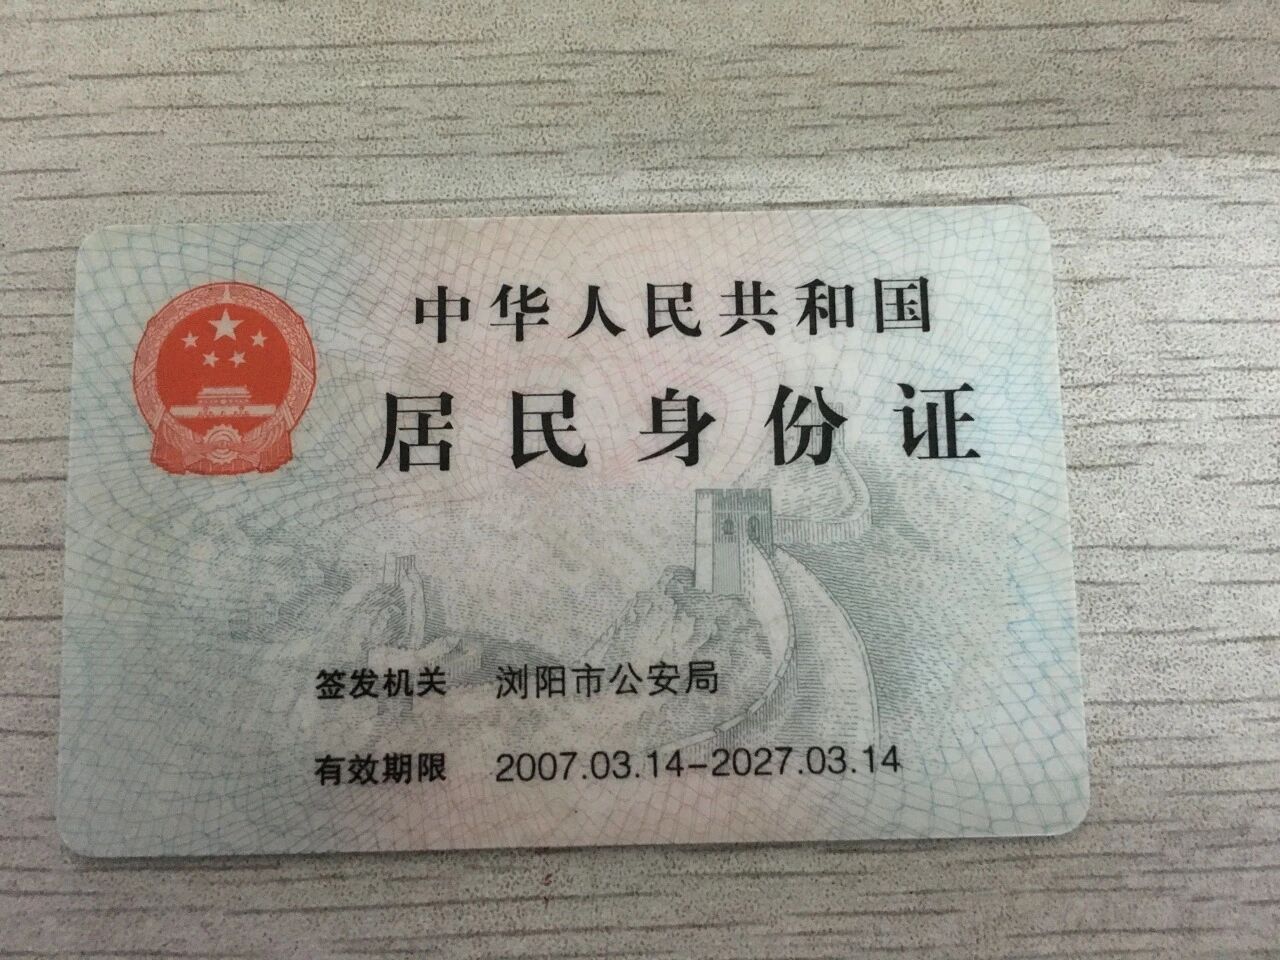 中华人民共和国
居民身份证
签发机关 浏阳市公安局
有效期限 2007.03.14-2027.03.14